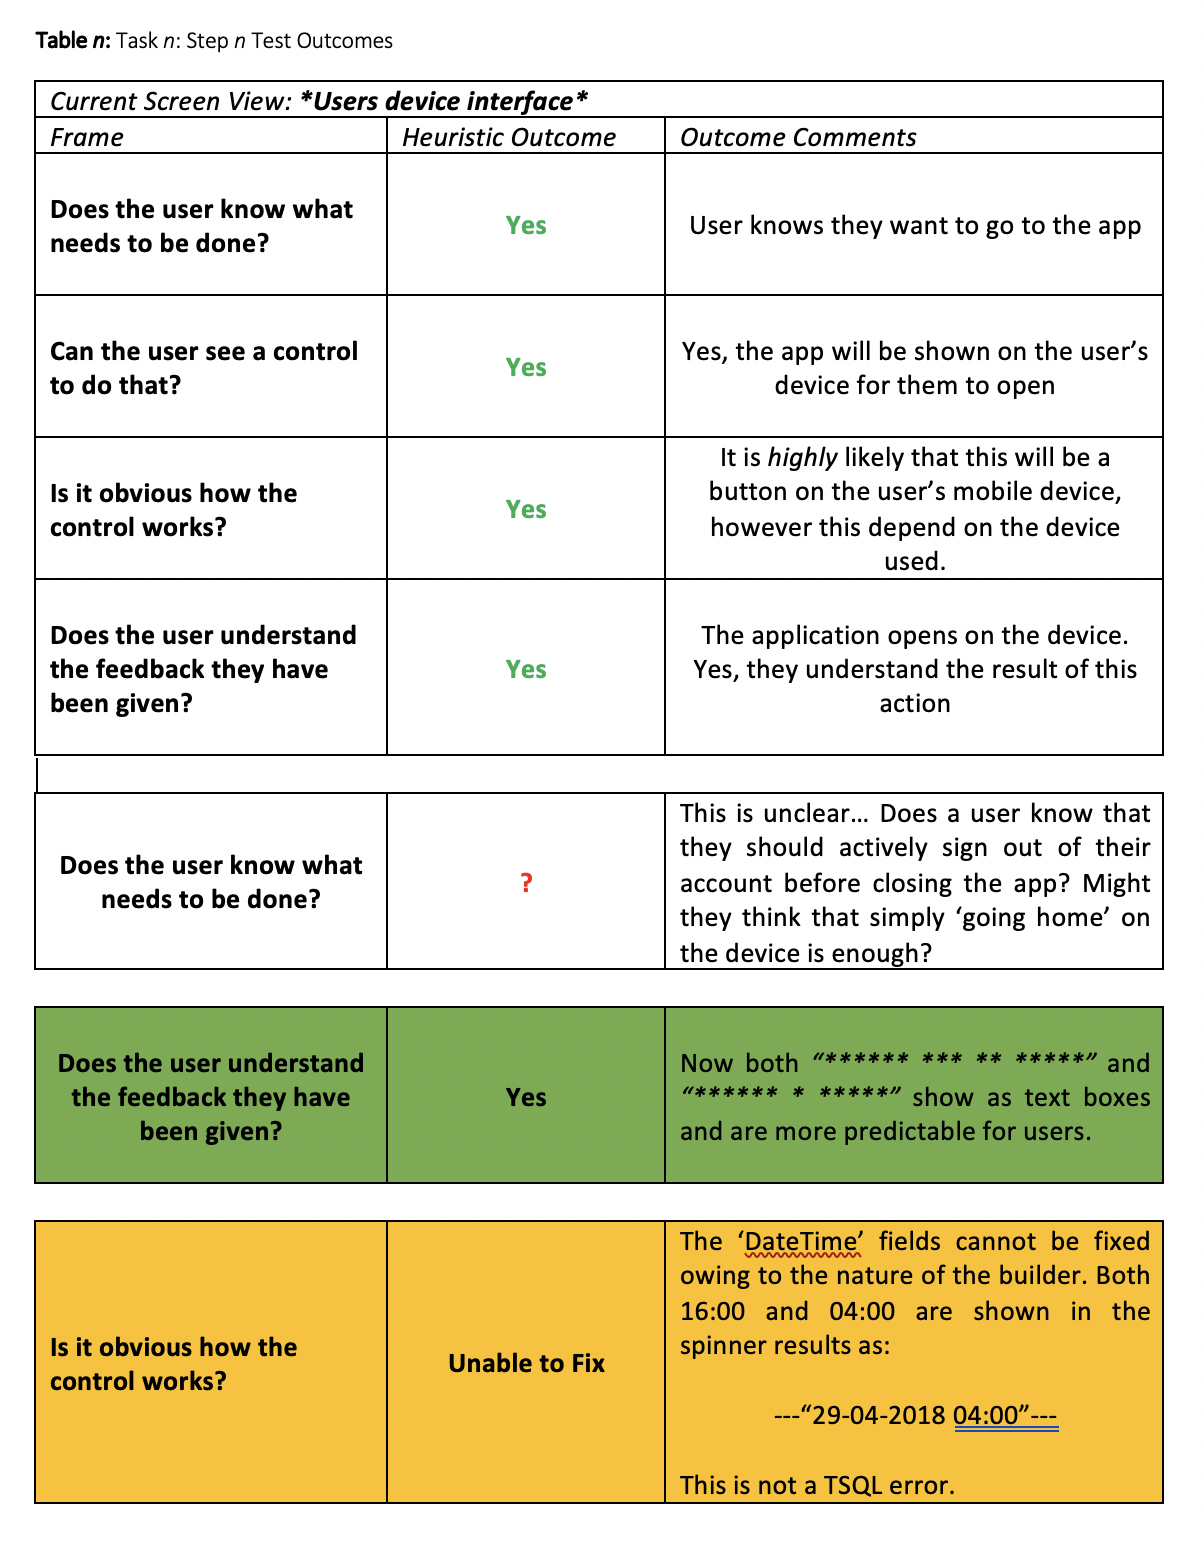 Table n: Task n: Step n Test Outcomes
Current Screen View: *Users device interface*
Frame
Heuristic Outcome
Outcome Comments
Does the user know what
needs to be done?
Yes
User knows they want to go to the app
Can the user see a control
to do that?
Yes
Yes, the app will be shown on the user’s
device for them to open
Is it obvious how the
control works?
Yes
It is highly likely that this will be a
button on the user’s mobile device,
however this depend on the device
used.
Does the user understand
the feedback they have
been given?
Yes
The application opens on the device.
Yes, they understand the result of this
action
Does the user know what
needs to be done?
?
This is unclear… Does a user know that
they should actively sign out of their
account before closing the app? Might
they think that simply ‘going home’ on
the device is enough?
Does the user understand
the feedback they have
been given?
Yes
Now both “****** *** ** *****” and
“****** * *****” show as text boxes
and are more predictable for users.
Is it obvious how the
control works?
Unable to Fix
The ‘DateTime’ fields cannot be fixed
owing to the nature of the builder. Both
16:00 and 04:00 are shown in the
spinner results as:
---“29-04-2018 04:00”---
This is not a TSQL error.